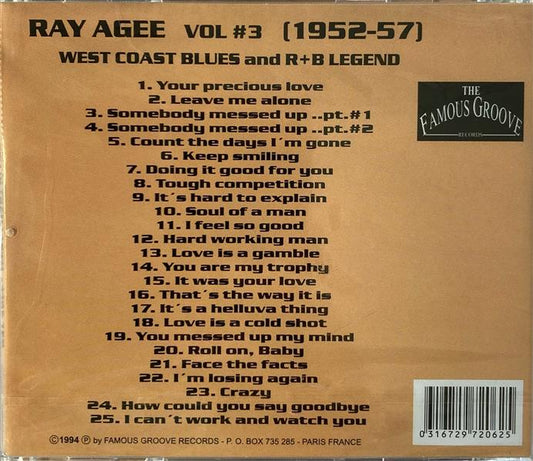 RAY AGEE VOL #3 (1952-57)
WEST COAST BLUES and R+B LEGEND
1. Your precious love
2. Leave me alone
3. Somebody messed up ..pt.#1
4. Somebody messed up ..pt.#2
5. Count the days I´m gone
6. Keep smiling
7. Doing it good for you
8. Tough competition
9. It´s hard to explain
10. Soul of a man
11. I feel so good
12. Hard working man
13. Love is a gamble
14. You are my trophy
15. It was your love
16. That´s the way it is
17. It´s a helluva thing
18. Love is a cold shot
19. You messed up my mind
20. Roll on, Baby
21. Face the facts
22. I´m losing again
23. Crazy
24. How could you say goodbye
25. I can´t work and watch you
THE
FAMOUS GROOVE
RECORDS
0 316729 720625
©1994 ℗ by FAMOUS GROOVE RECORDS - P. O. BOX 735 285 - PARIS FRANCE